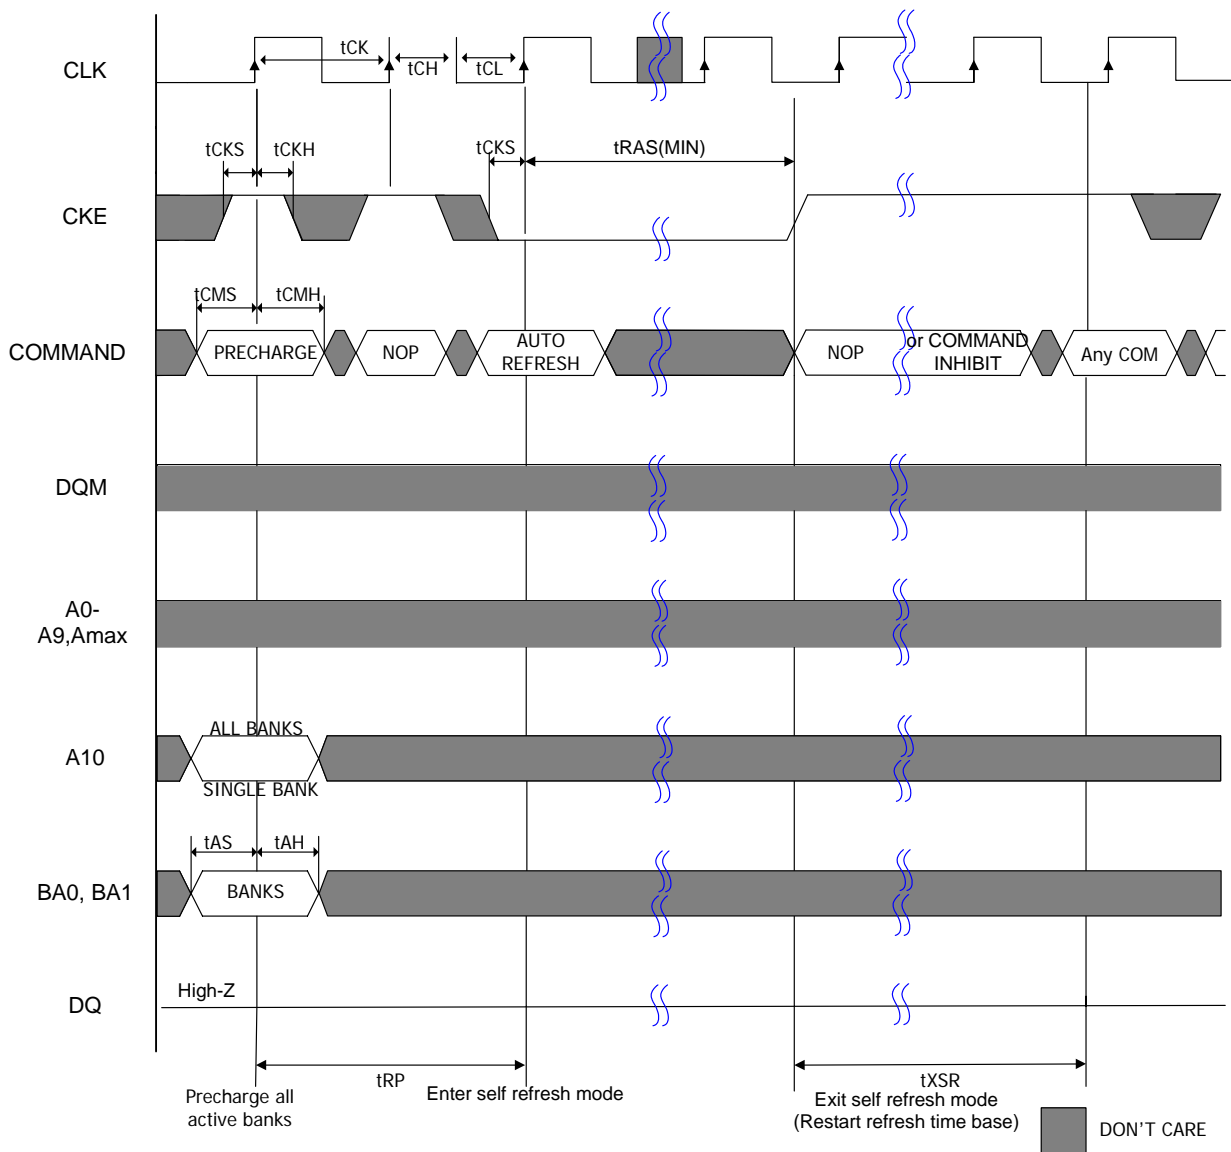 CLK
tCK
tCH
tCL
tCKS
tCKH
tCKS
tRAS(MIN)
CKE
tCMS
tCMH
COMMAND
PRECHARGE
NOP
AUTO
REFRESH
NOP
or COMMAND
INHIBIT
Any COM
DQM
A0-
A9,Amax
ALL BANKS
A10
SINGLE BANK
tAS
tAH
BA0, BA1
BANKS
High-Z
DQ
tRP
tXSR
Precharge all
active banks
Enter self refresh mode
Exit self refresh mode
(Restart refresh time base)
DON'T CARE